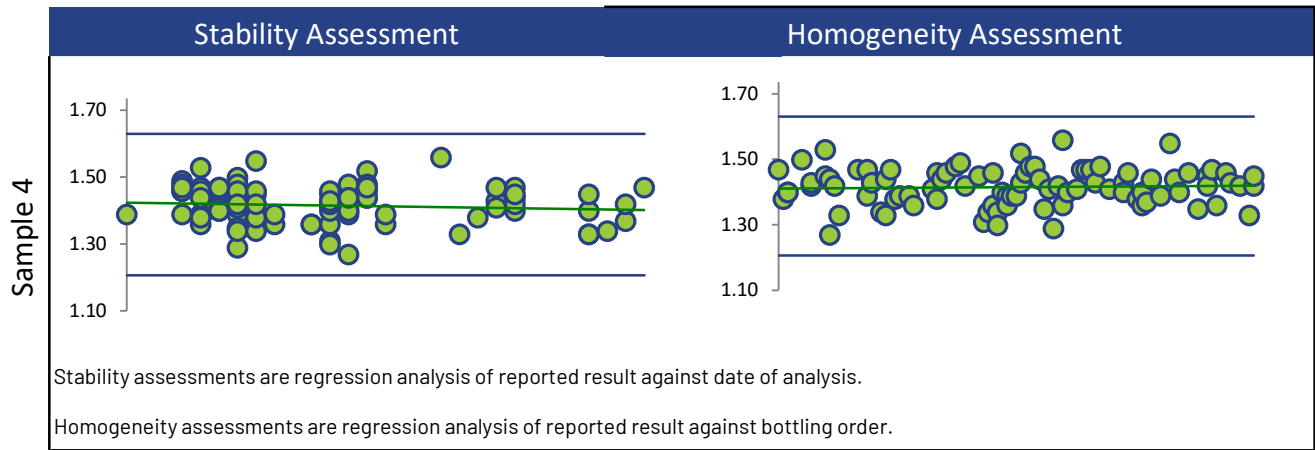 Stability Assessment
Homogeneity Assessment
Sample 4
1.70
1.50
1.30
1.10
1.70
1.50
1.30
1.10
Stability assessments are regression analysis of reported result against date of analysis.
Homogeneity assessments are regression analysis of reported result against bottling order.